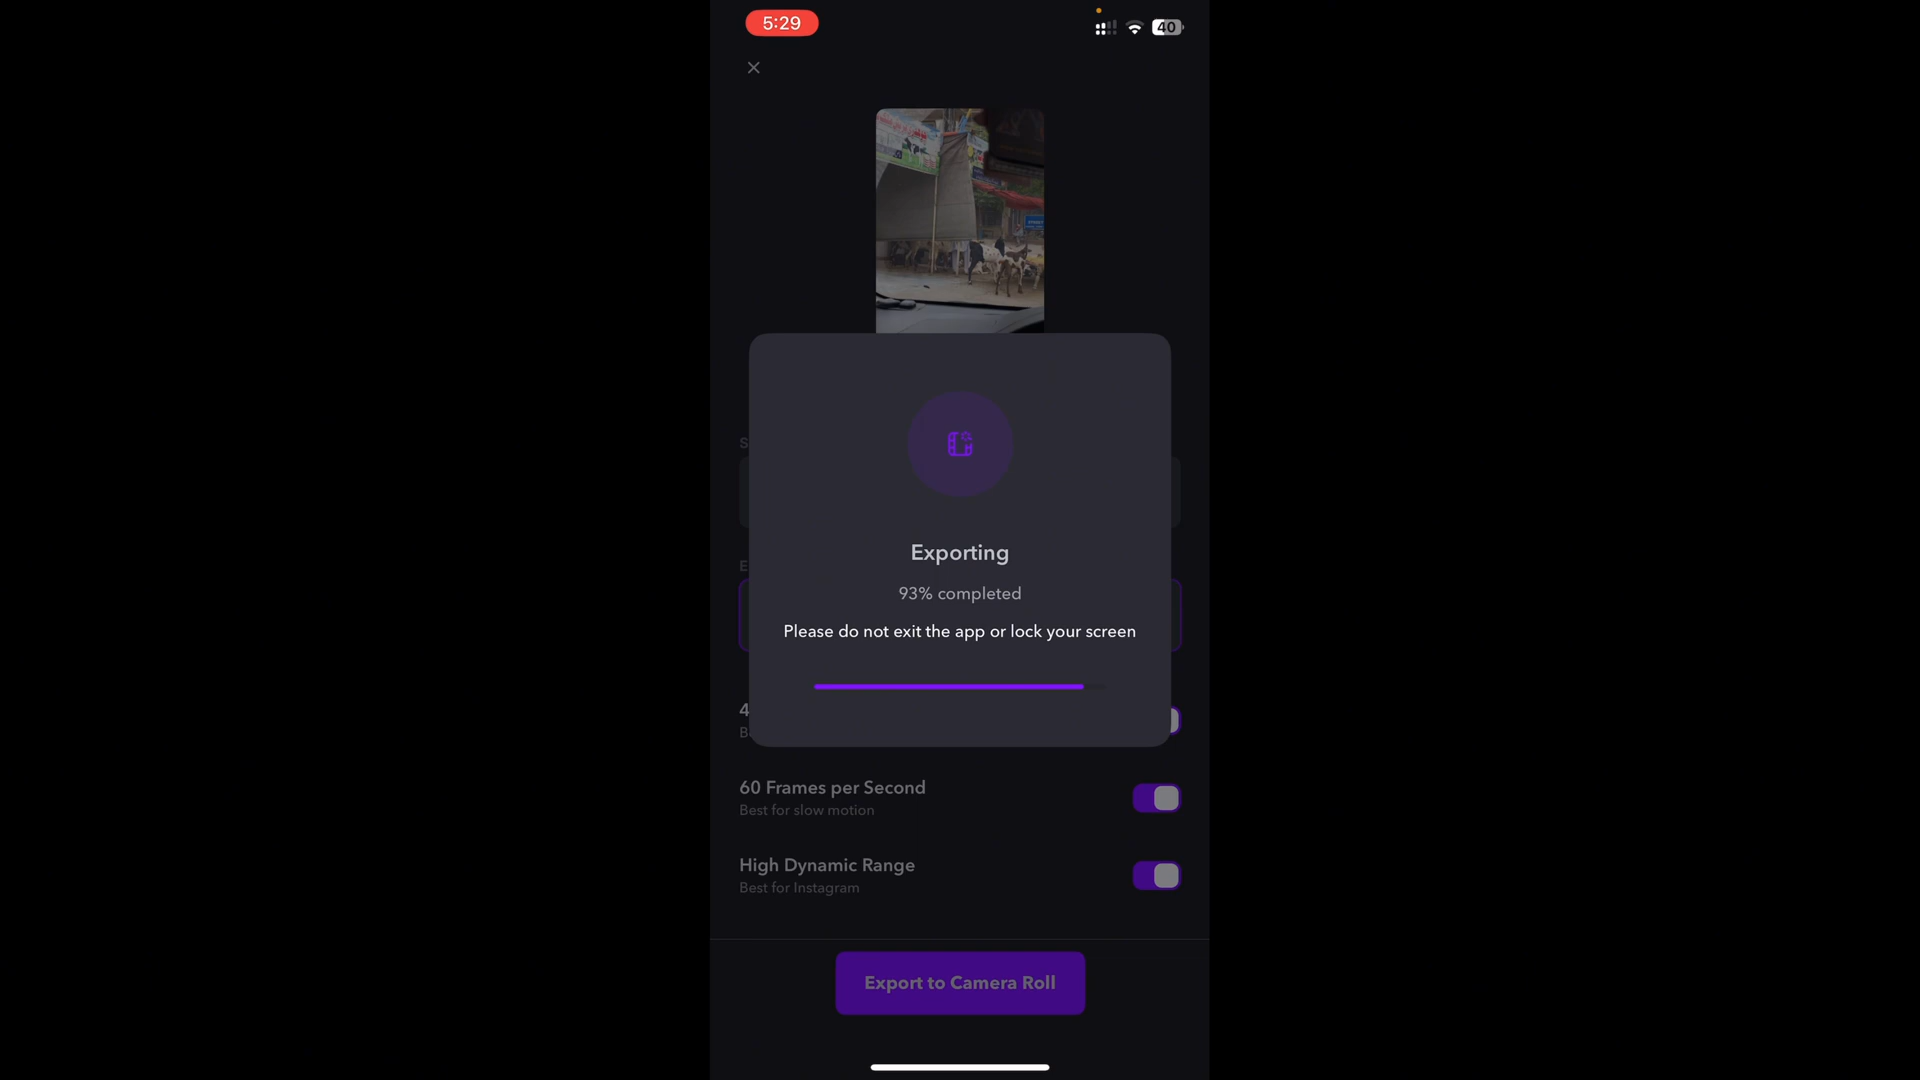 5:29
40
Exporting
93% completed
Please do not exit the app or lock your screen
60 Frames per Second
Best for slow motion
High Dynamic Range
Best for Instagram
Export to Camera Roll